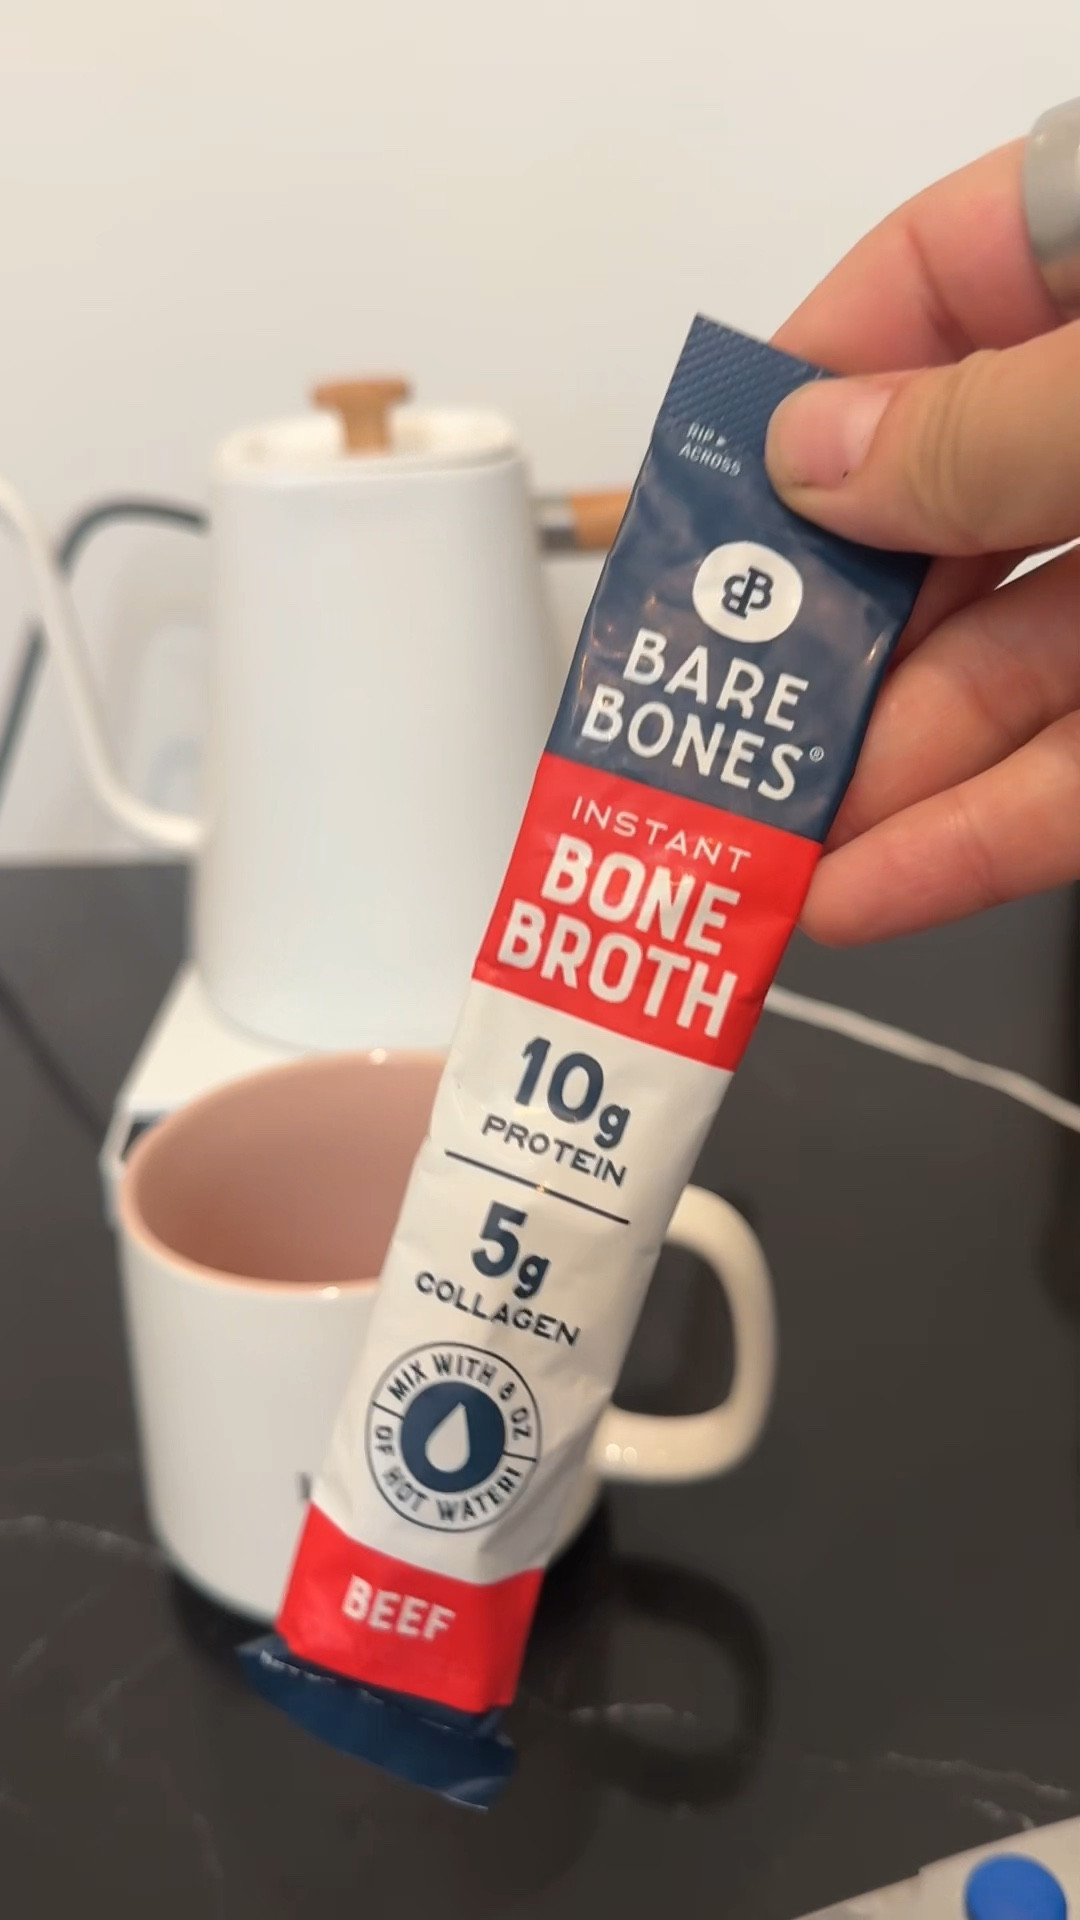 RIP ▸
ACROSS
BB
BARE
BONES®
INSTANT
BONE
BROTH
10g
PROTEIN
5g
COLLAGEN
MIX WITH 8 OZ
OF HOT WATER!
BEEF